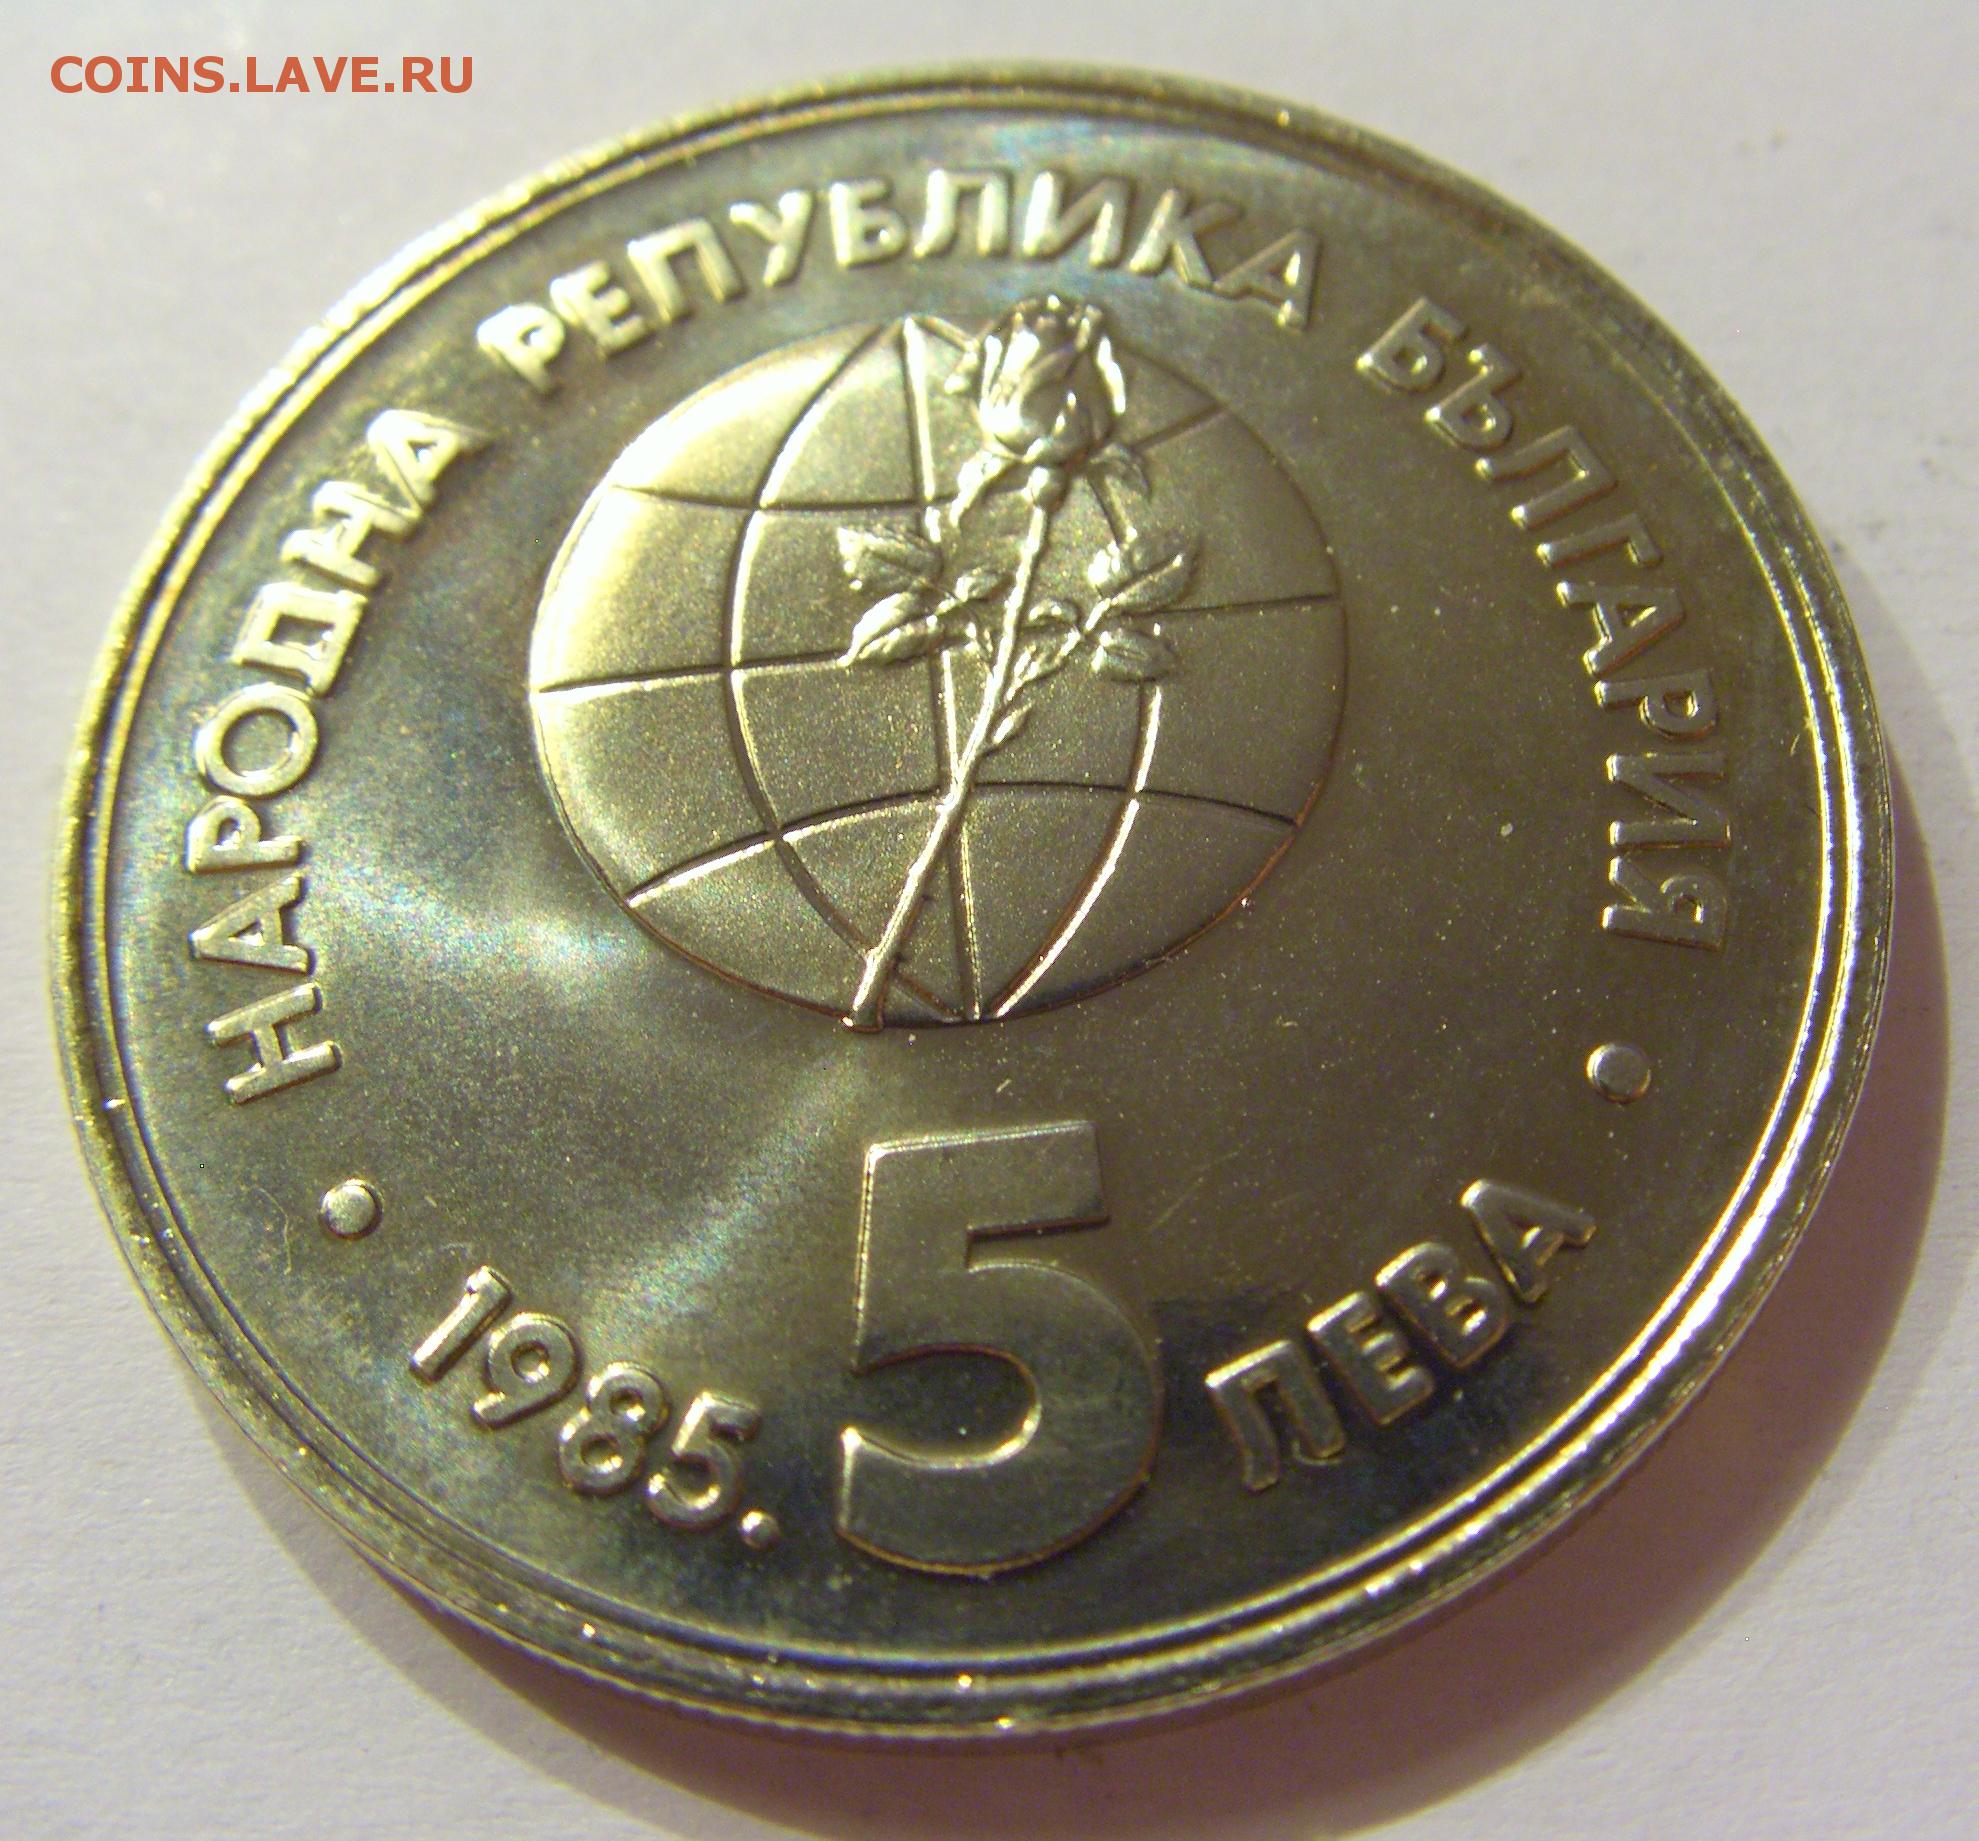 COINS.LAVE.RU
НАРОДНА РЕПУБЛИКА БЪЛГАРИЯ
• 1985. 5 ЛЕВА •